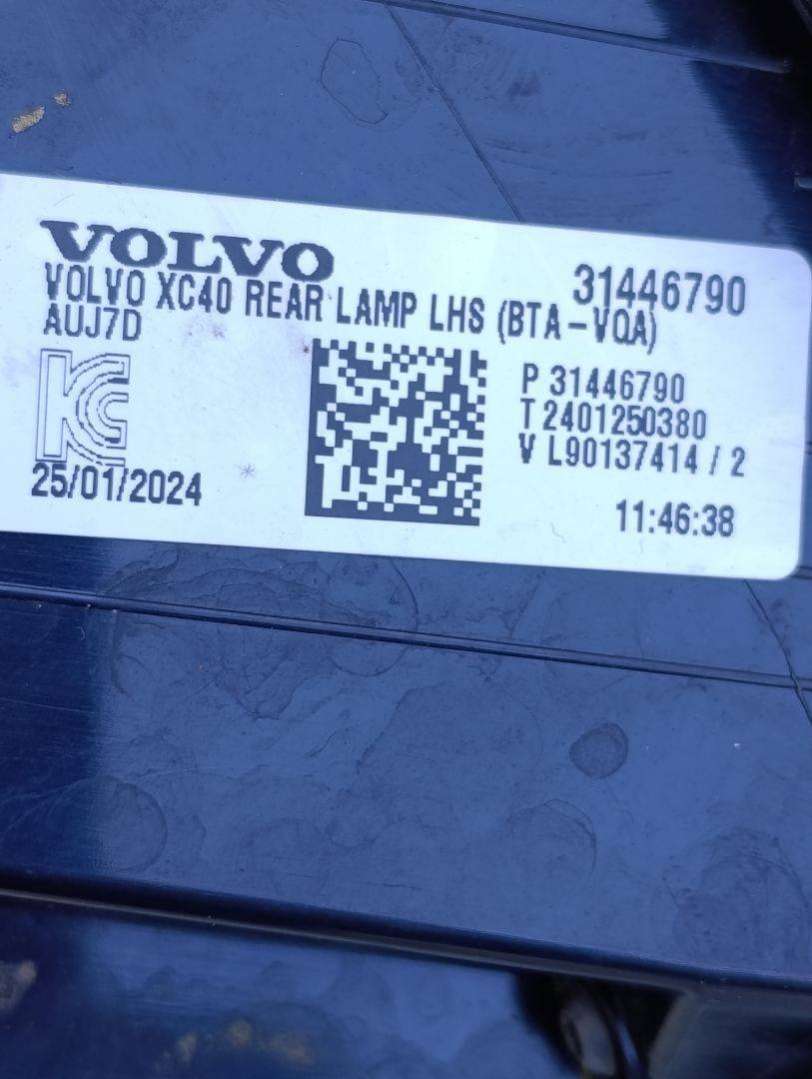 VOLVO
31446790
VOLVO XC40 REAR LAMP LHS (BTA-VQA)
AUJ7D
KC
P 31446790
T 2401250380
V L90137414 / 2
25/01/2024
11:46:38